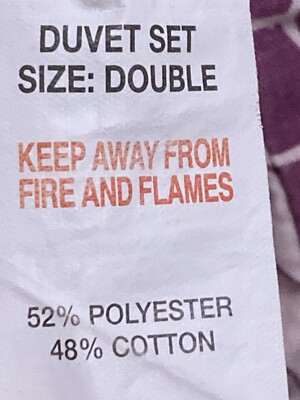 DUVET SET
SIZE: DOUBLE
KEEP AWAY FROM
FIRE AND FLAMES
52% POLYESTER
48% COTTON